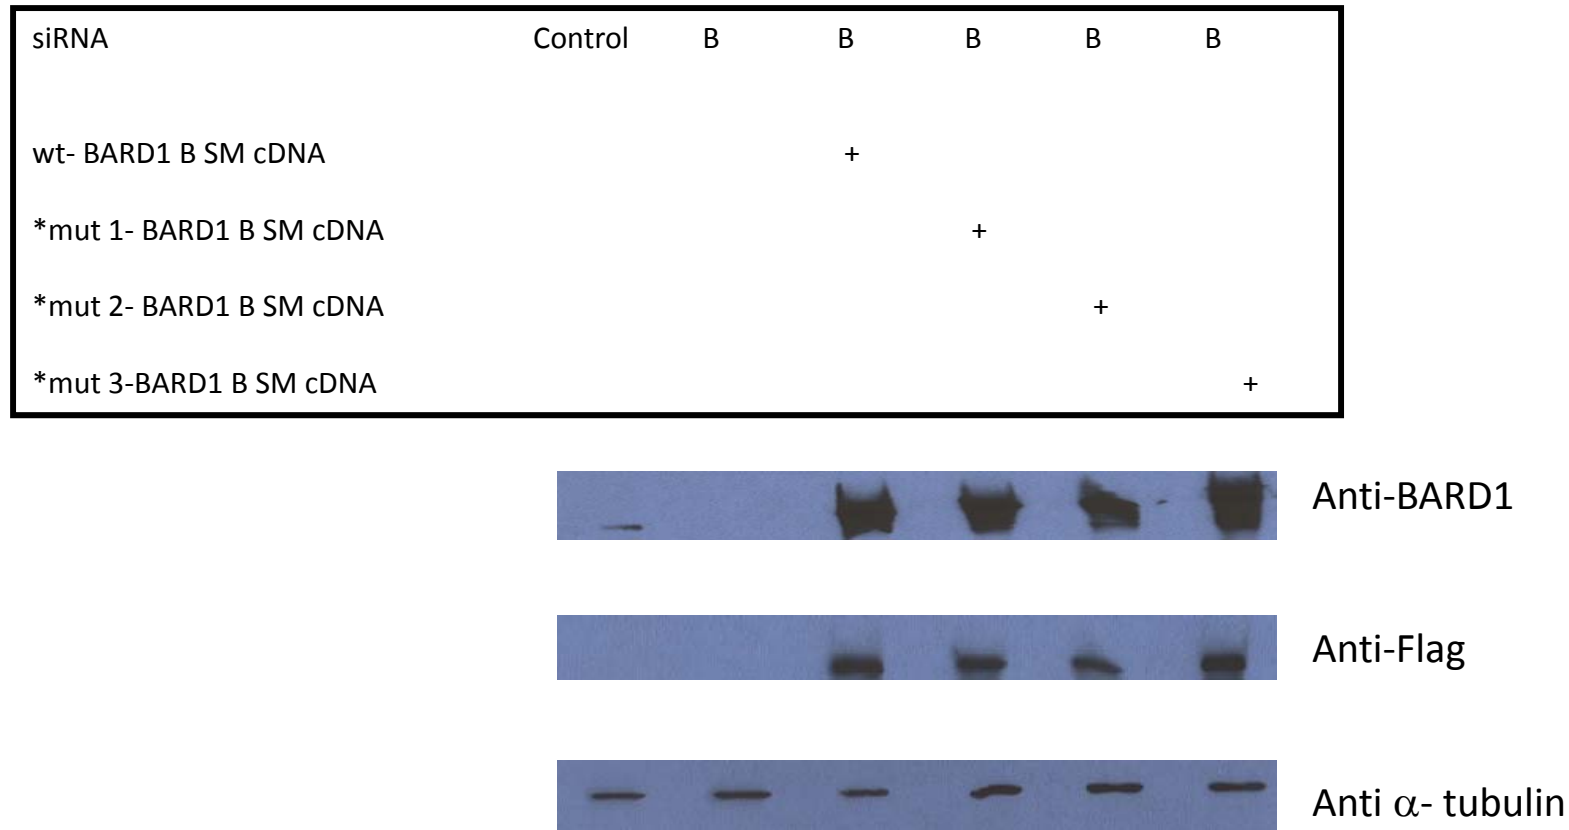 siRNA Control B B B B B
wt- BARD1 B SM cDNA +
*mut 1- BARD1 B SM cDNA +
*mut 2- BARD1 B SM cDNA +
*mut 3-BARD1 B SM cDNA +
Anti-BARD1
Anti-Flag
Anti α- tubulin